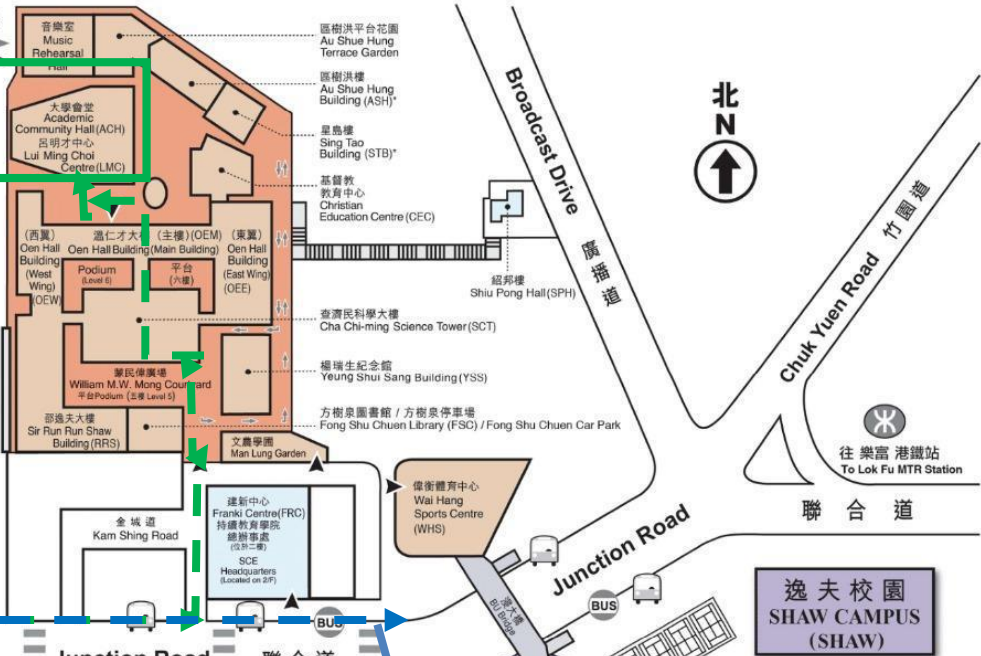 音樂室
Music
Rehearsal
Hall
大學會堂
Academic
Community Hall(ACH)
呂明才中心
Lui Ming Choi
Centre(LMC)
區樹洪平台花園
Au Shue Hung
Terrace Garden
區樹洪樓
Au Shue Hung
Building (ASH)*
星島樓
Sing Tao
Building (STB)*
基督教
教育中心
Christian
Education Centre (CEC)
(西翼)
Oen Hall
Building
(West
Wing)
(OEW)
溫仁才大 (主樓)(OEM)
Oen Hall Building (Main Building)
(東翼)
Oen Hall
Building
(East Wing)
(OEE)
Podium
(Level 6)
平台
(六樓)
紹邦樓
Shiu Pong Hall(SPH)
查濟民科學大樓
Cha Chi-ming Science Tower(SCT)
蒙民偉廣場
William M.W. Mong Courtyard
平台Podium (五樓 Level 5)
楊瑞生紀念館
Yeung Shui Sang Building(YSS)
邵逸夫大樓
Sir Run Run Shaw
Building(RRS)
方樹泉圖書館 / 方樹泉停車場
Fong Shu Chuen Library (FSC) / Fong Shu Chuen Car Park
文農學圃
Man Lung Garden
偉衡體育中心
Wai Hang
Sports Centre
(WHS)
建新中心
Franki Centre(FRC)
持續教育學院
總辦事處
(位於二樓)
SCE
Headquarters
(Located on 2/F)
金城道
Kam Shing Road
Broadcast Drive 廣播道
北
N
Chuk Yuen Road 竹園道
往 樂富 港鐵站
To Lok Fu MTR Station
聯合道
Junction Road
浸大橋
BU Bridge
BUS
BUS
Junction Road 聯合道
逸夫校園
SHAW CAMPUS
(SHAW)